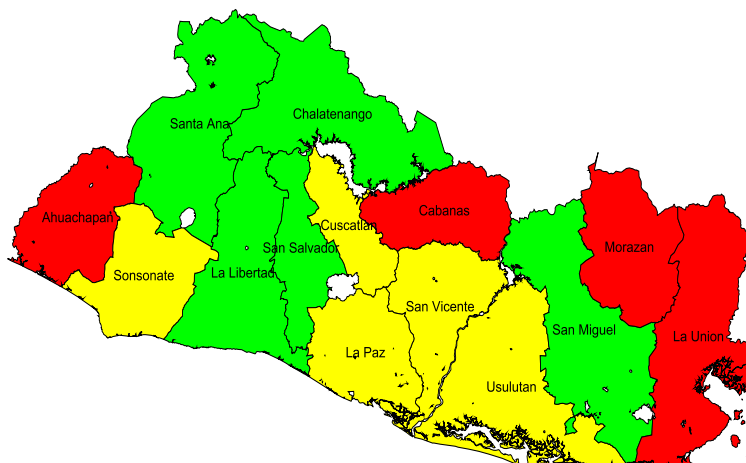 Chalatenango
Santa Ana
Cabanas
Ahuachapan
Cuscatlan
San Salvador
Morazan
Sonsonate
La Libertad
San Vicente
San Miguel
La Union
La Paz
Usulutan